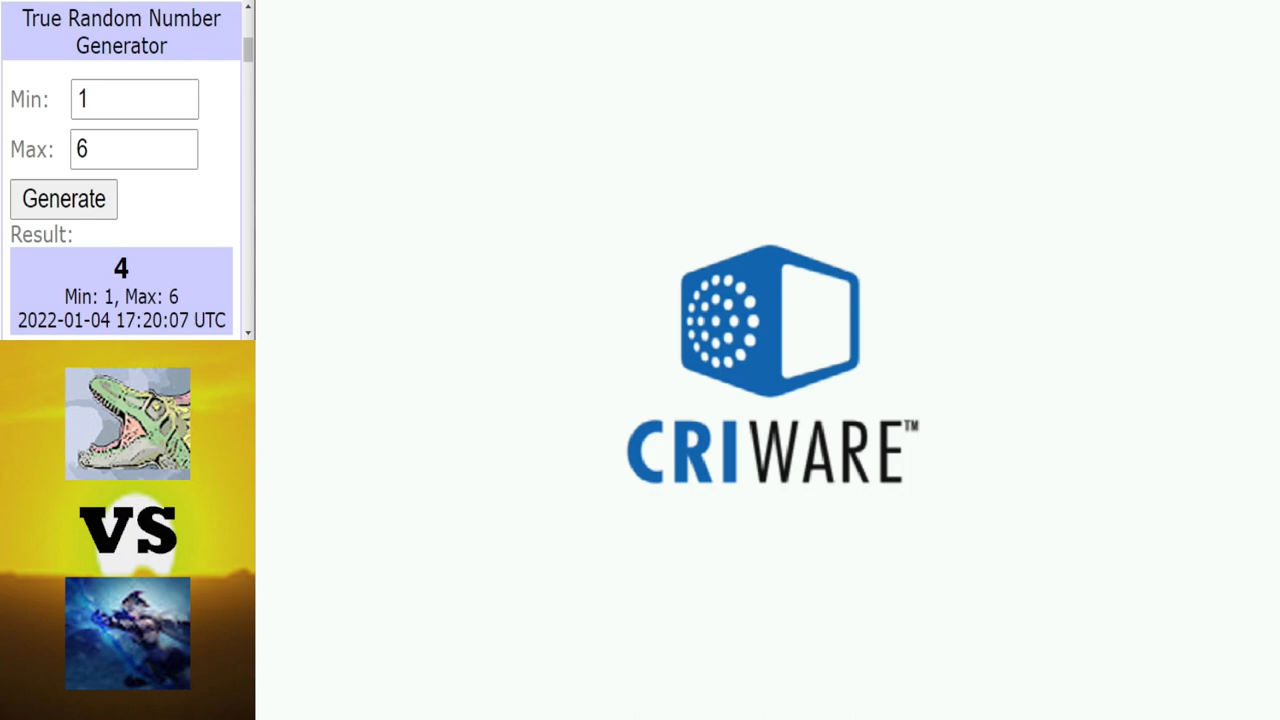 True Random Number
Generator
Min: 1
Max: 6
Generate
Result:
4
Min: 1, Max: 6
2022-01-04 17:20:07 UTC
VS
CRIWARE™